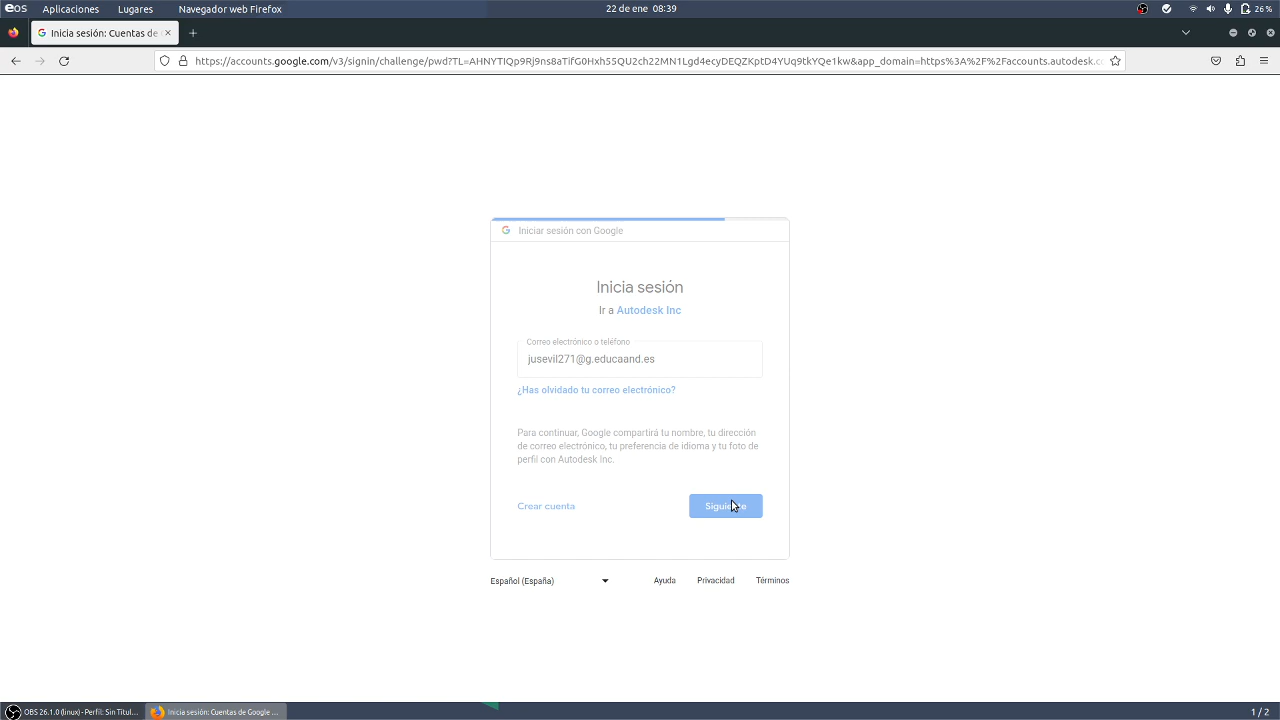 eOS Aplicaciones Lugares Navegador web Firefox 22 de ene 08:39 26 %
Inicia sesión: Cuentas de
https://accounts.google.com/v3/signin/challenge/pwd?TL=AHNYTIQp9Rj9ns8aTifG0Hxh55QU2ch22MN1Lgd4ecyDEQZKptD4YUq9tkYQe1kw&app_domain=https%3A%2F%2Faccounts.autodesk.c
Iniciar sesión con Google
Inicia sesión
Ir a Autodesk Inc
Correo electrónico o teléfono
jusevil271@g.educaand.es
¿Has olvidado tu correo electrónico?
Para continuar, Google compartirá tu nombre, tu dirección
de correo electrónico, tu preferencia de idioma y tu foto de
perfil con Autodesk Inc.
Crear cuenta Siguiente
Español (España) Ayuda Privacidad Términos
OBS 26.1.0 (linux) - Perfil: Sin Titul... Inicia sesión: Cuentas de Google ... 1 / 2